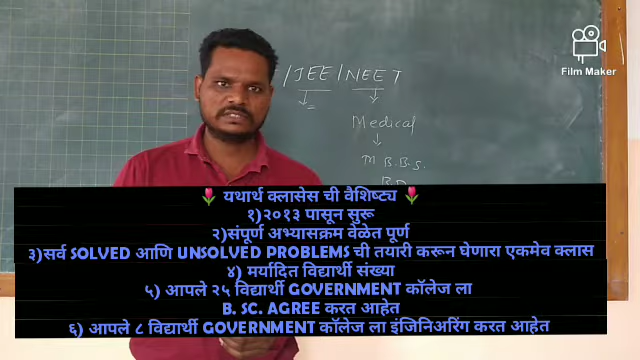 Film Maker
/JEE/NEET
Medical
M.B.B.S.
🌷 यथार्थ क्लासेस ची वैशिष्ट्य 🌷
१)२०१३ पासून सुरू
२)संपूर्ण अभ्यासक्रम वेळेत पूर्ण
३)सर्व SOLVED आणि UNSOLVED PROBLEMS ची तयारी करून घेणारा एकमेव क्लास
४) मर्यादित विद्यार्थी संख्या
५) आपले २५ विद्यार्थी GOVERNMENT कॉलेज ला
B. SC. AGREE करत आहेत
६) आपले ८ विद्यार्थी GOVERNMENT कॉलेज ला इंजिनिअरिंग करत आहेत